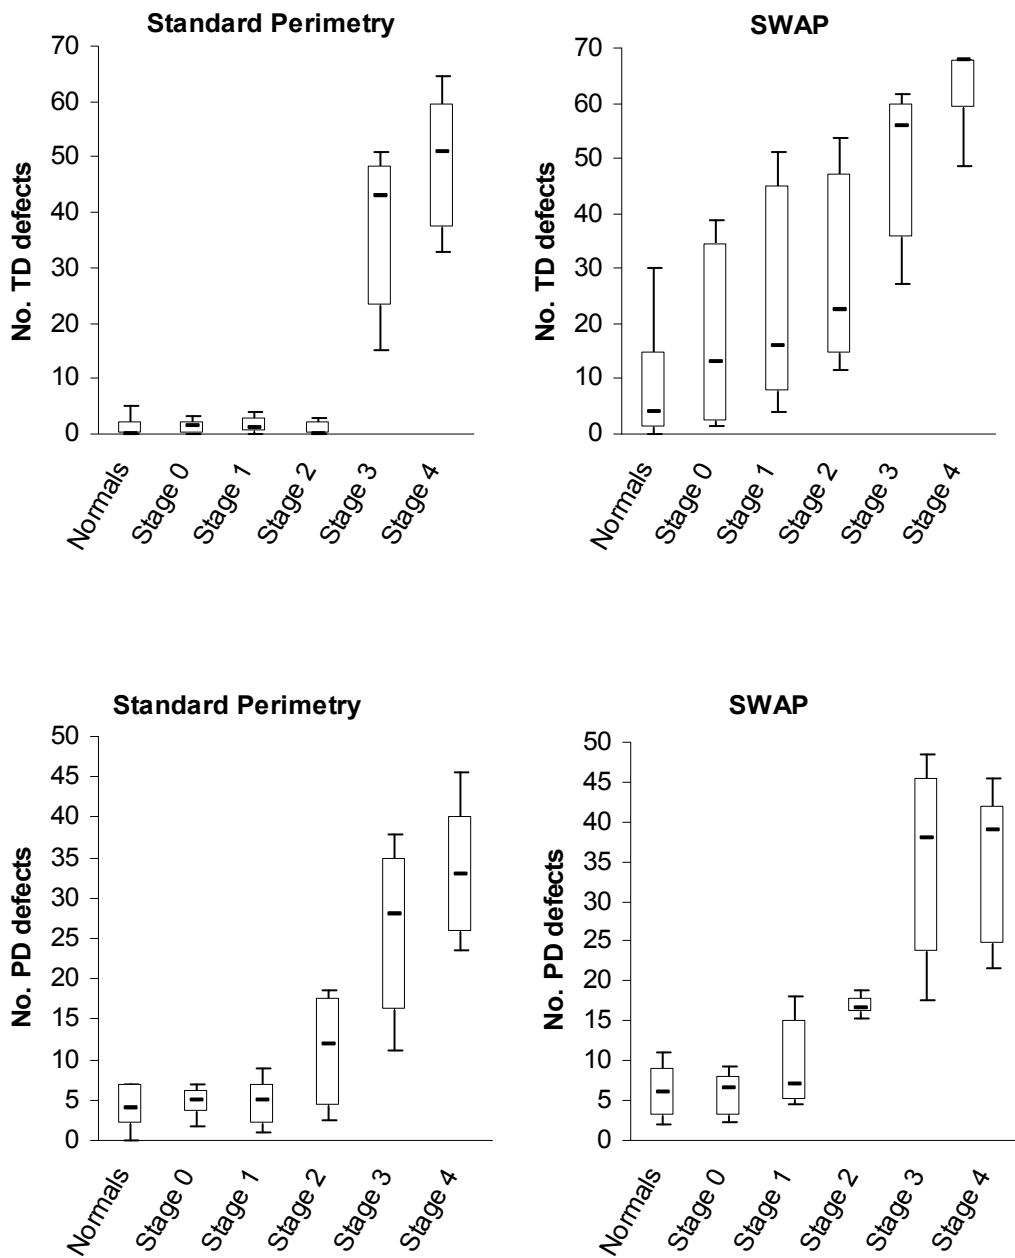 Standard Perimetry
No. TD defects
70
60
50
40
30
20
10
0
Normals
Stage 0
Stage 1
Stage 2
Stage 3
Stage 4
SWAP
No. TD defects
70
60
50
40
30
20
10
0
Normals
Stage 0
Stage 1
Stage 2
Stage 3
Stage 4
Standard Perimetry
No. PD defects
50
45
40
35
30
25
20
15
10
5
0
Normals
Stage 0
Stage 1
Stage 2
Stage 3
Stage 4
SWAP
No. PD defects
50
45
40
35
30
25
20
15
10
5
0
Normals
Stage 0
Stage 1
Stage 2
Stage 3
Stage 4